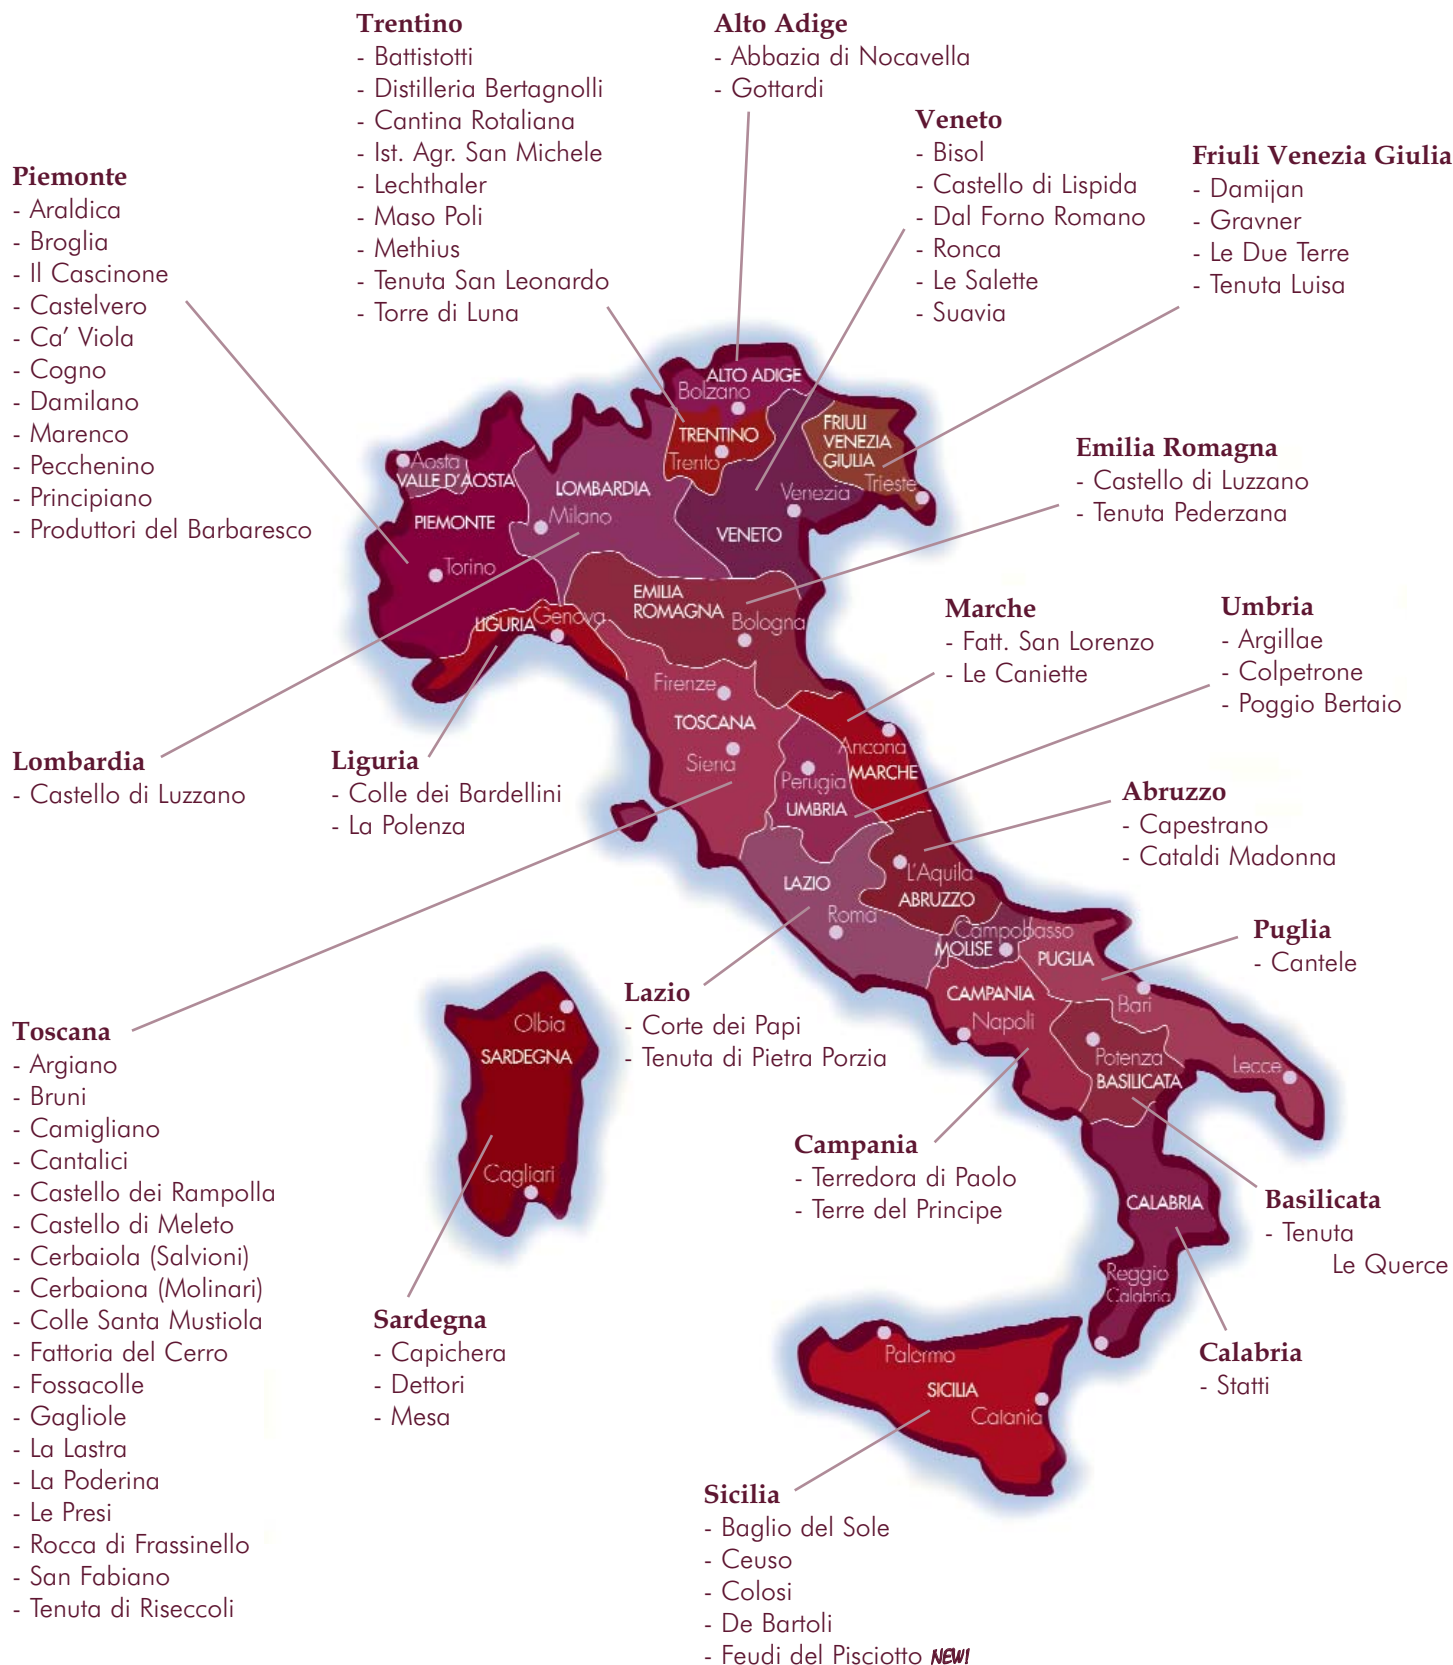 Trentino
- Battistotti
- Distilleria Bertagnolli
- Cantina Rotaliana
- Ist. Agr. San Michele
- Lechthaler
- Maso Poli
- Methius
- Tenuta San Leonardo
- Torre di Luna
Alto Adige
- Abbazia di Nocavella
- Gottardi
Veneto
- Bisol
- Castello di Lispida
- Dal Forno Romano
- Ronca
- Le Salette
- Suavia
Friuli Venezia Giulia
- Damijan
- Gravner
- Le Due Terre
- Tenuta Luisa
Piemonte
- Araldica
- Broglia
- Il Cascinone
- Castelvero
- Ca' Viola
- Cogno
- Damilano
- Marenco
- Pecchenino
- Principiano
- Produttori del Barbaresco
Emilia Romagna
- Castello di Luzzano
- Tenuta Pederzana
Marche
- Fatt. San Lorenzo
- Le Caniette
Umbria
- Argillae
- Colpetrone
- Poggio Bertaio
Lombardia
- Castello di Luzzano
Liguria
- Colle dei Bardellini
- La Polenza
Abruzzo
- Capestrano
- Cataldi Madonna
Puglia
- Cantele
Lazio
- Corte dei Papi
- Tenuta di Pietra Porzia
Toscana
- Argiano
- Bruni
- Camigliano
- Cantalici
- Castello dei Rampolla
- Castello di Meleto
- Cerbaiola (Salvioni)
- Cerbaiona (Molinari)
- Colle Santa Mustiola
- Fattoria del Cerro
- Fossacolle
- Gagliole
- La Lastra
- La Poderina
- Le Presi
- Rocca di Frassinello
- San Fabiano
- Tenuta di Riseccoli
Campania
- Terredora di Paolo
- Terre del Principe
Basilicata
- Tenuta
Le Querce
Sardegna
- Capichera
- Dettori
- Mesa
Calabria
- Statti
Sicilia
- Baglio del Sole
- Ceuso
- Colosi
- De Bartoli
- Feudi del Pisciotto NEW!
ALTO ADIGE
Bolzano
TRENTINO
Trento
FRIULI
VENEZIA
GIULIA
Trieste
Aosta
VALLE D'AOSTA
LOMBARDIA
Milano
Venezia
VENETO
PIEMONTE
Torino
EMILIA
ROMAGNA
Bologna
LIGURIA
Genova
Firenze
TOSCANA
Siena
Ancona
MARCHE
Perugia
UMBRIA
LAZIO
Roma
L'Aquila
ABRUZZO
Campobasso
MOLISE
PUGLIA
Bari
Lecce
CAMPANIA
Napoli
Potenza
BASILICATA
Olbia
SARDEGNA
Cagliari
CALABRIA
Reggio
Calabria
Palermo
SICILIA
Catania